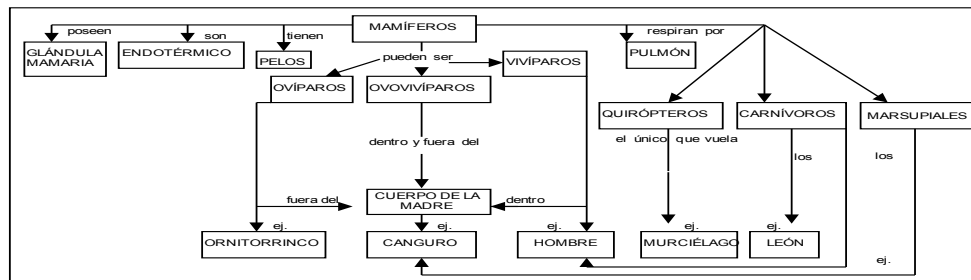 MAMÍFEROS
poseen
son
tienen
respiran por
GLÁNDULA
MAMARIA
ENDOTÉRMICO
PELOS
pueden ser
VIVÍPAROS
PULMÓN
OVÍPAROS
OVOVIVÍPAROS
QUIRÓPTEROS
CARNÍVOROS
MARSUPIALES
el único que vuela
dentro y fuera del
los
los
fuera del
CUERPO DE LA
MADRE
dentro
ej.
ej.
ej.
ej.
ej.
ORNITORRINCO
CANGURO
HOMBRE
MURCIÉLAGO
LEÓN
ej.